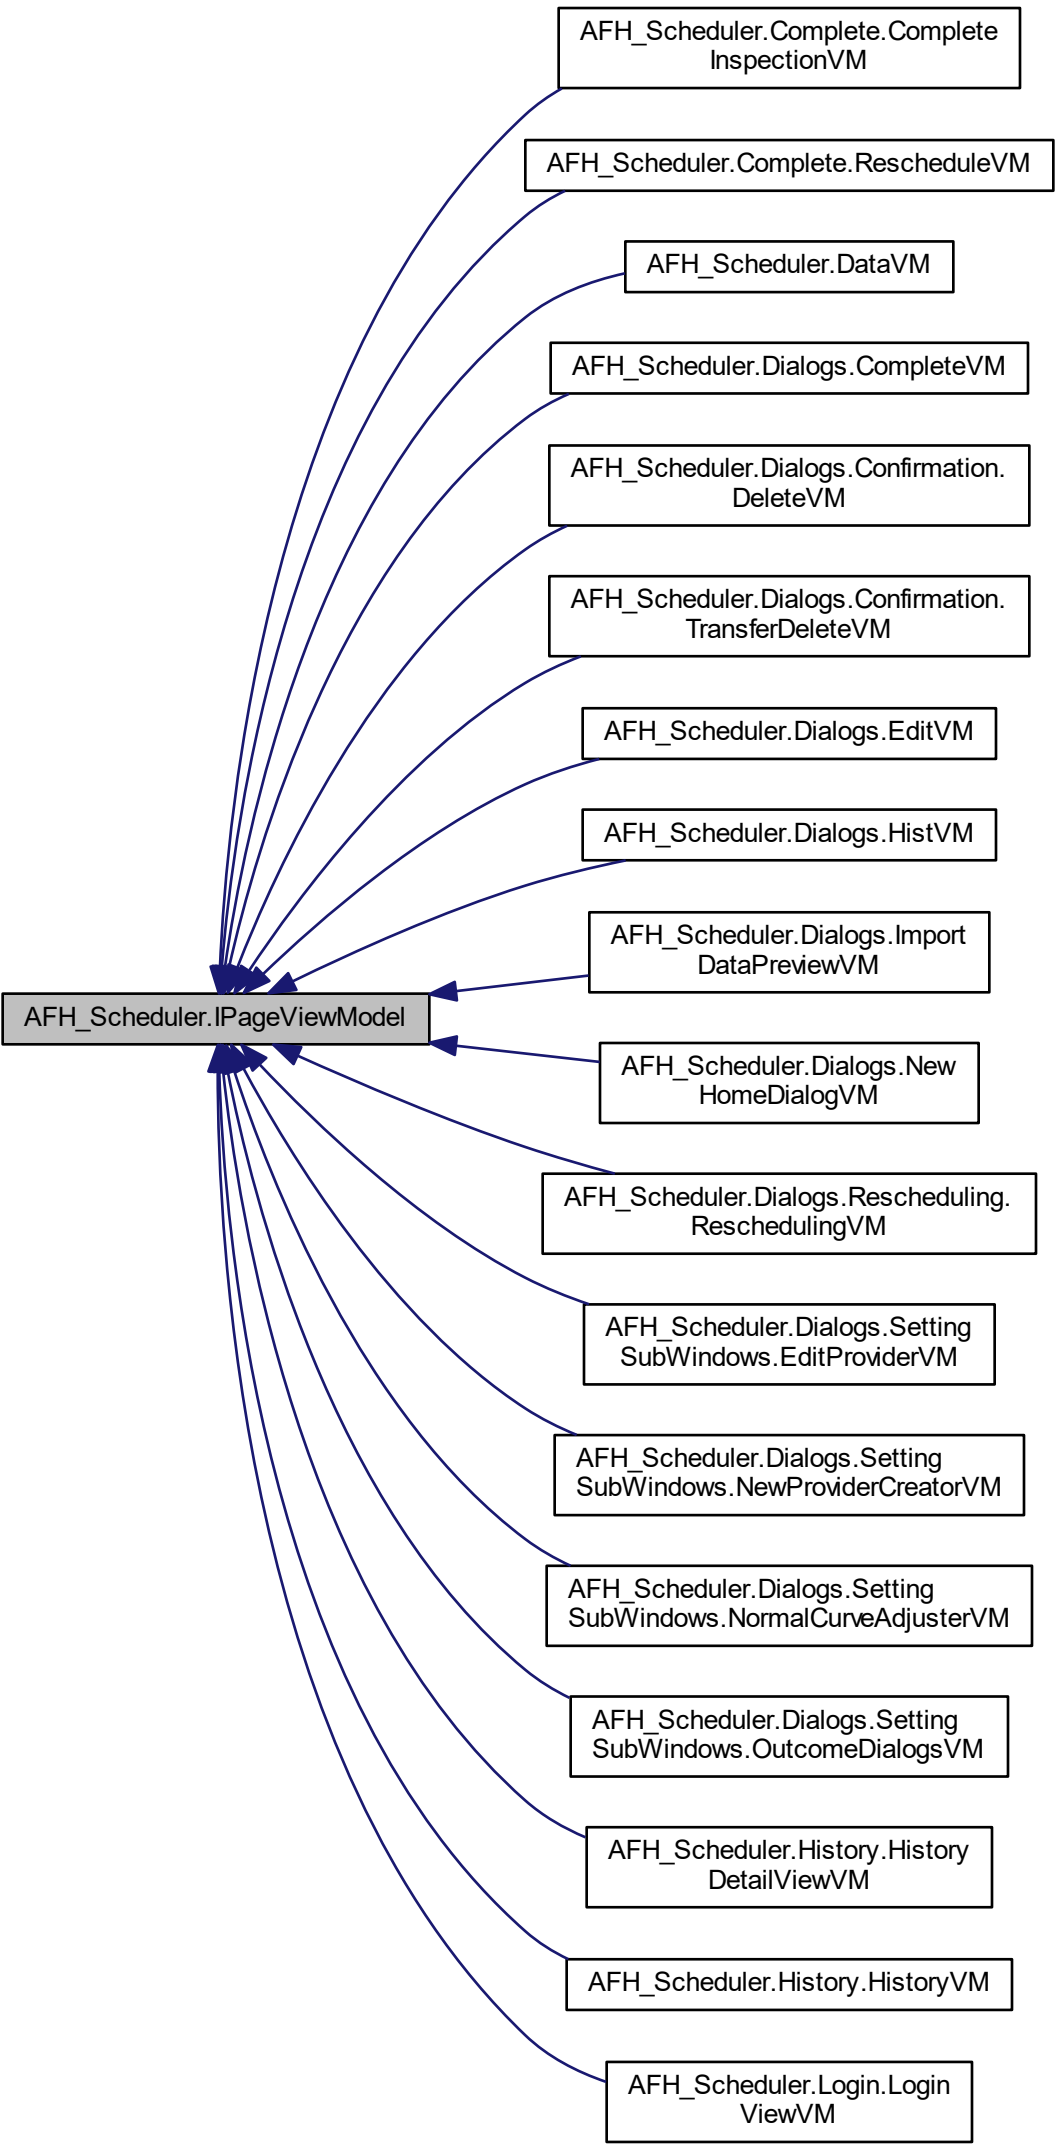 AFH_Scheduler.Complete.Complete
InspectionVM
AFH_Scheduler.Complete.RescheduleVM
AFH_Scheduler.DataVM
AFH_Scheduler.Dialogs.CompleteVM
AFH_Scheduler.Dialogs.Confirmation.
DeleteVM
AFH_Scheduler.Dialogs.Confirmation.
TransferDeleteVM
AFH_Scheduler.Dialogs.EditVM
AFH_Scheduler.Dialogs.HistVM
AFH_Scheduler.Dialogs.Import
DataPreviewVM
AFH_Scheduler.IPageViewModel
AFH_Scheduler.Dialogs.New
HomeDialogVM
AFH_Scheduler.Dialogs.Rescheduling.
ReschedulingVM
AFH_Scheduler.Dialogs.Setting
SubWindows.EditProviderVM
AFH_Scheduler.Dialogs.Setting
SubWindows.NewProviderCreatorVM
AFH_Scheduler.Dialogs.Setting
SubWindows.NormalCurveAdjusterVM
AFH_Scheduler.Dialogs.Setting
SubWindows.OutcomeDialogsVM
AFH_Scheduler.History.History
DetailViewVM
AFH_Scheduler.History.HistoryVM
AFH_Scheduler.Login.Login
ViewVM